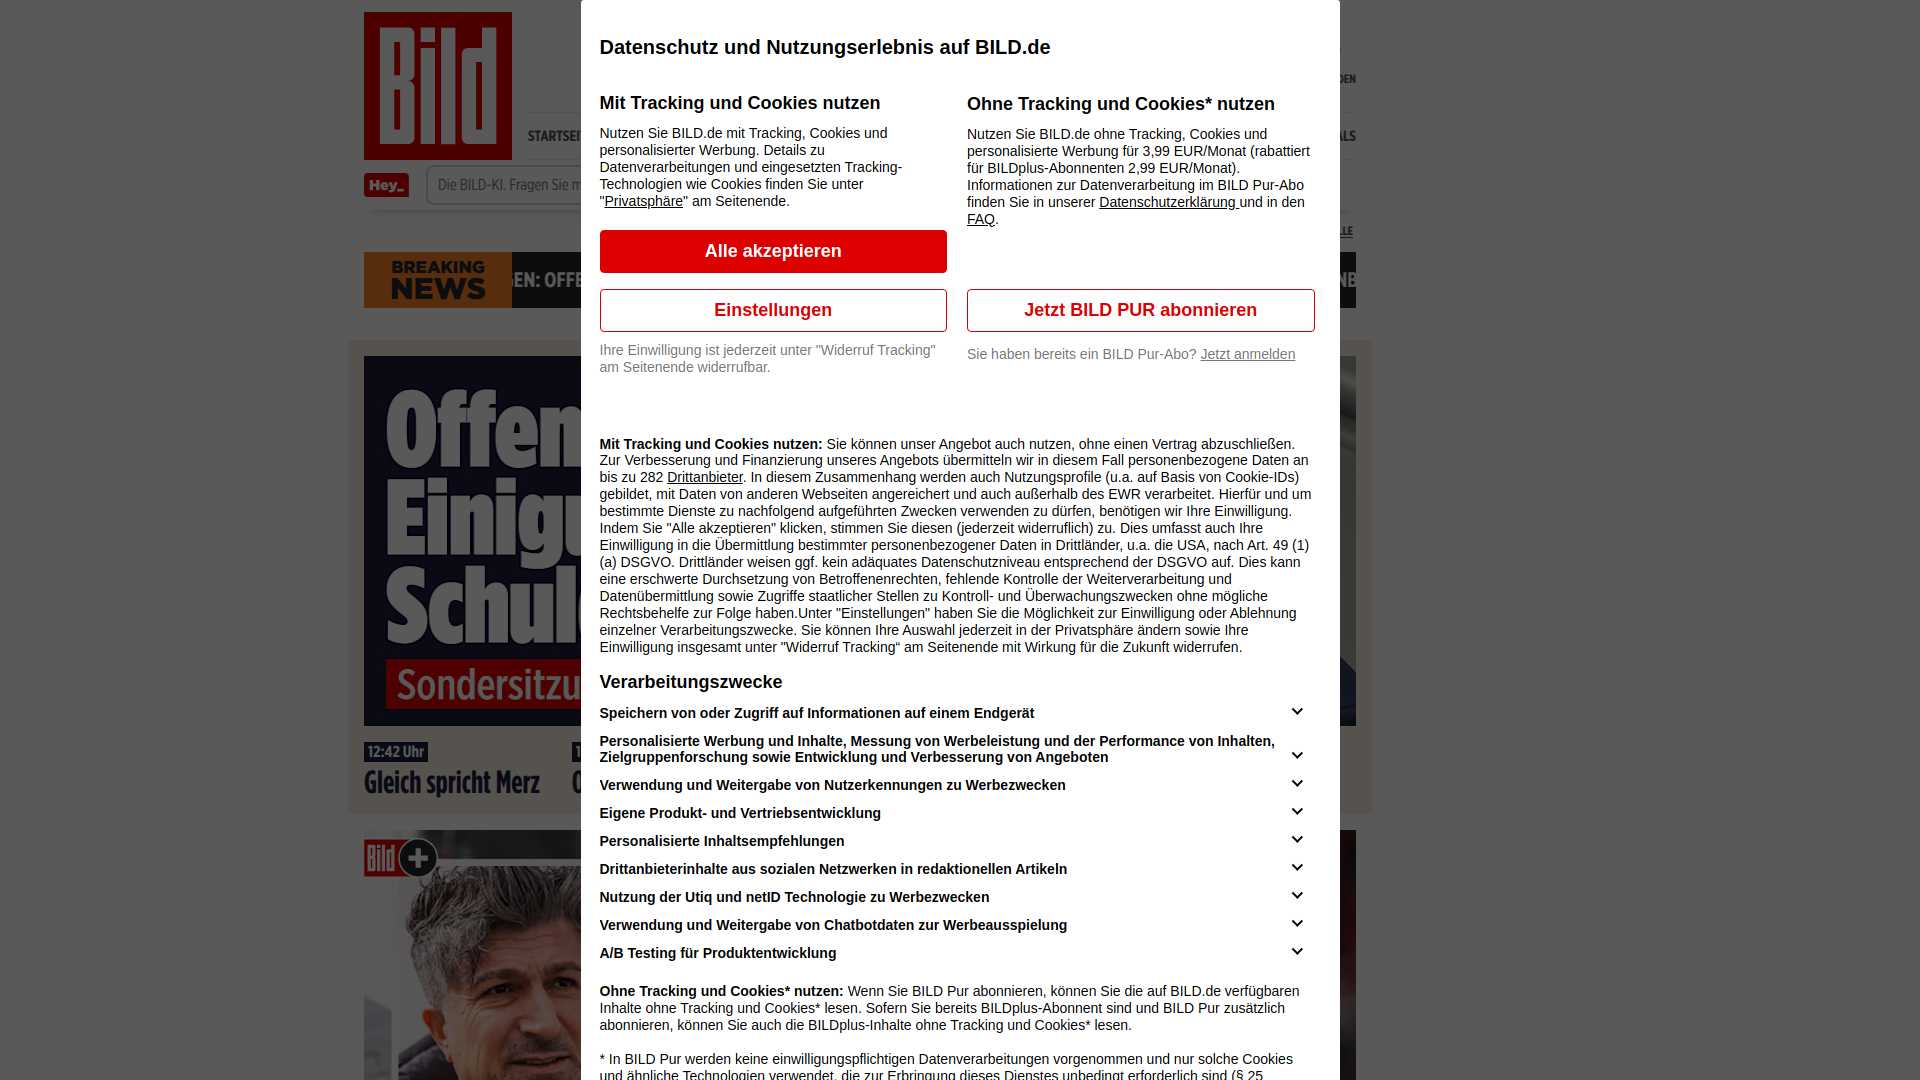 Bild
DEN
STARTSEI
ALS
Hey_
Die BILD-KI. Fragen Sie m
LLE
BREAKING
NEWS
GEN: OFFE
NB
Offen
Einigu
Schul
Sondersitzu
12:42 Uhr
Gleich spricht Merz
Bild +
Datenschutz und Nutzungserlebnis auf BILD.de
Mit Tracking und Cookies nutzen
Nutzen Sie BILD.de mit Tracking, Cookies und
personalisierter Werbung. Details zu
Datenverarbeitungen und eingesetzten Tracking-
Technologien wie Cookies finden Sie unter
"Privatsphäre" am Seitenende.
Alle akzeptieren
Einstellungen
Ihre Einwilligung ist jederzeit unter "Widerruf Tracking"
am Seitenende widerrufbar.
Ohne Tracking und Cookies* nutzen
Nutzen Sie BILD.de ohne Tracking, Cookies und
personalisierte Werbung für 3,99 EUR/Monat (rabattiert
für BILDplus-Abonnenten 2,99 EUR/Monat).
Informationen zur Datenverarbeitung im BILD Pur-Abo
finden Sie in unserer Datenschutzerklärung und in den
FAQ.
Jetzt BILD PUR abonnieren
Sie haben bereits ein BILD Pur-Abo? Jetzt anmelden
Mit Tracking und Cookies nutzen: Sie können unser Angebot auch nutzen, ohne einen Vertrag abzuschließen.
Zur Verbesserung und Finanzierung unseres Angebots übermitteln wir in diesem Fall personenbezogene Daten an
bis zu 282 Drittanbieter. In diesem Zusammenhang werden auch Nutzungsprofile (u.a. auf Basis von Cookie-IDs)
gebildet, mit Daten von anderen Webseiten angereichert und auch außerhalb des EWR verarbeitet. Hierfür und um
bestimmte Dienste zu nachfolgend aufgeführten Zwecken verwenden zu dürfen, benötigen wir Ihre Einwilligung.
Indem Sie "Alle akzeptieren" klicken, stimmen Sie diesen (jederzeit widerruflich) zu. Dies umfasst auch Ihre
Einwilligung in die Übermittlung bestimmter personenbezogener Daten in Drittländer, u.a. die USA, nach Art. 49 (1)
(a) DSGVO. Drittländer weisen ggf. kein adäquates Datenschutzniveau entsprechend der DSGVO auf. Dies kann
eine erschwerte Durchsetzung von Betroffenenrechten, fehlende Kontrolle der Weiterverarbeitung und
Datenübermittlung sowie Zugriffe staatlicher Stellen zu Kontroll- und Überwachungszwecken ohne mögliche
Rechtsbehelfe zur Folge haben.Unter "Einstellungen" haben Sie die Möglichkeit zur Einwilligung oder Ablehnung
einzelner Verarbeitungszwecke. Sie können Ihre Auswahl jederzeit in der Privatsphäre ändern sowie Ihre
Einwilligung insgesamt unter "Widerruf Tracking“ am Seitenende mit Wirkung für die Zukunft widerrufen.
Verarbeitungszwecke
Speichern von oder Zugriff auf Informationen auf einem Endgerät
Personalisierte Werbung und Inhalte, Messung von Werbeleistung und der Performance von Inhalten,
Zielgruppenforschung sowie Entwicklung und Verbesserung von Angeboten
Verwendung und Weitergabe von Nutzerkennungen zu Werbezwecken
Eigene Produkt- und Vertriebsentwicklung
Personalisierte Inhaltsempfehlungen
Drittanbieterinhalte aus sozialen Netzwerken in redaktionellen Artikeln
Nutzung der Utiq und netID Technologie zu Werbezwecken
Verwendung und Weitergabe von Chatbotdaten zur Werbeausspielung
A/B Testing für Produktentwicklung
Ohne Tracking und Cookies* nutzen: Wenn Sie BILD Pur abonnieren, können Sie die auf BILD.de verfügbaren
Inhalte ohne Tracking und Cookies* lesen. Sofern Sie bereits BILDplus-Abonnent sind und BILD Pur zusätzlich
abonnieren, können Sie auch die BILDplus-Inhalte ohne Tracking und Cookies* lesen.
* In BILD Pur werden keine einwilligungspflichtigen Datenverarbeitungen vorgenommen und nur solche Cookies
und ähnliche Technologien verwendet, die zur Erbringung dieses Dienstes unbedingt erforderlich sind (§ 25